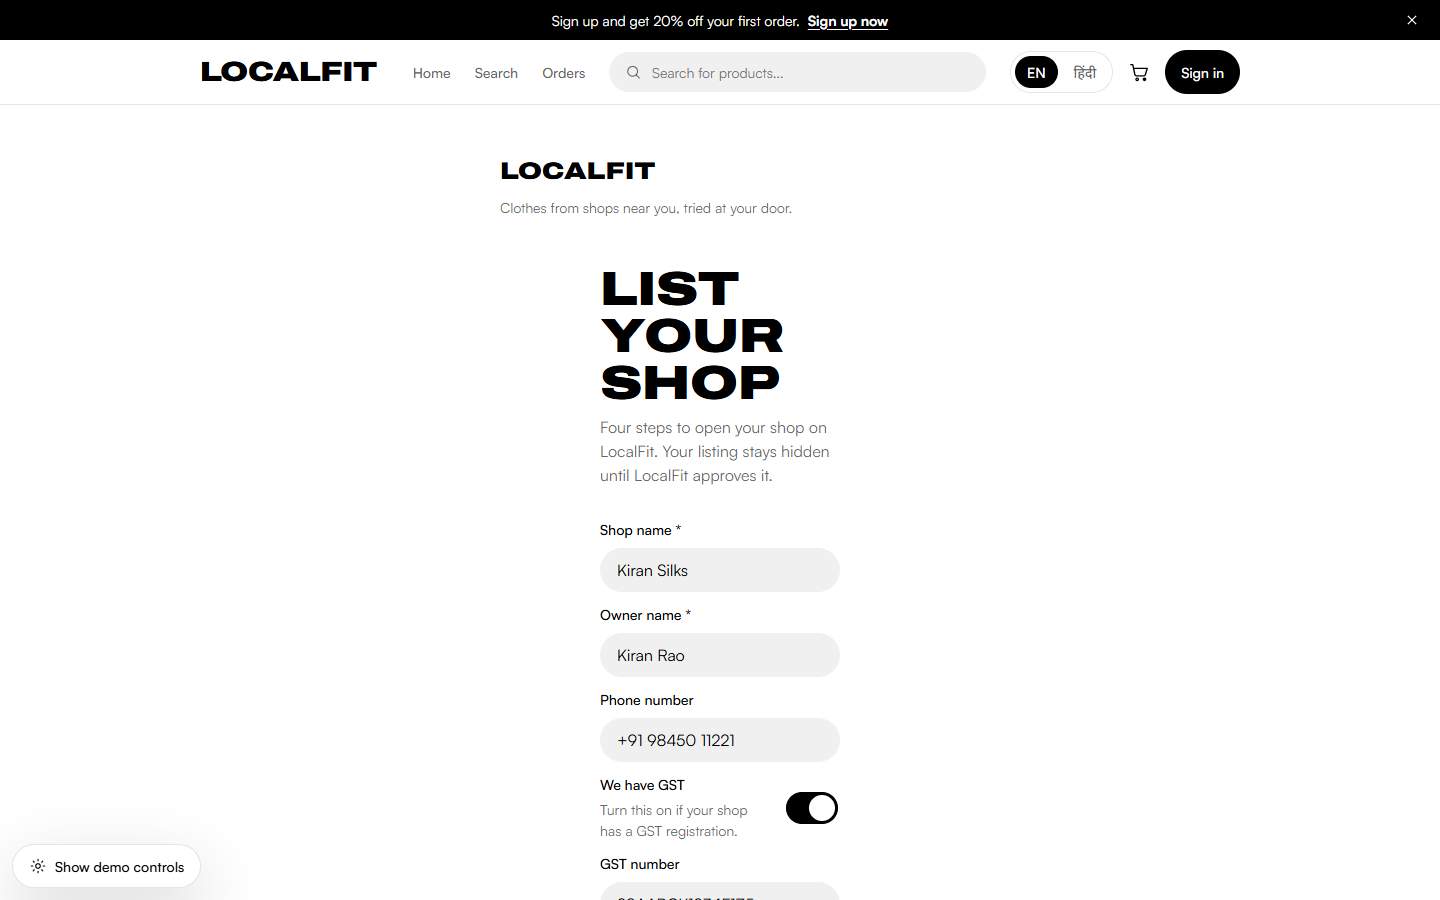 Sign up and get 20% off your first order. Sign up now
LOCALFIT
Home
Search
Orders
Search for products...
EN
हिंदी
Sign in
LOCALFIT
Clothes from shops near you, tried at your door.
LIST
YOUR
SHOP
Four steps to open your shop on
LocalFit. Your listing stays hidden
until LocalFit approves it.
Shop name *
Kiran Silks
Owner name *
Kiran Rao
Phone number
+91 98450 11221
We have GST
Turn this on if your shop
has a GST registration.
GST number
Show demo controls